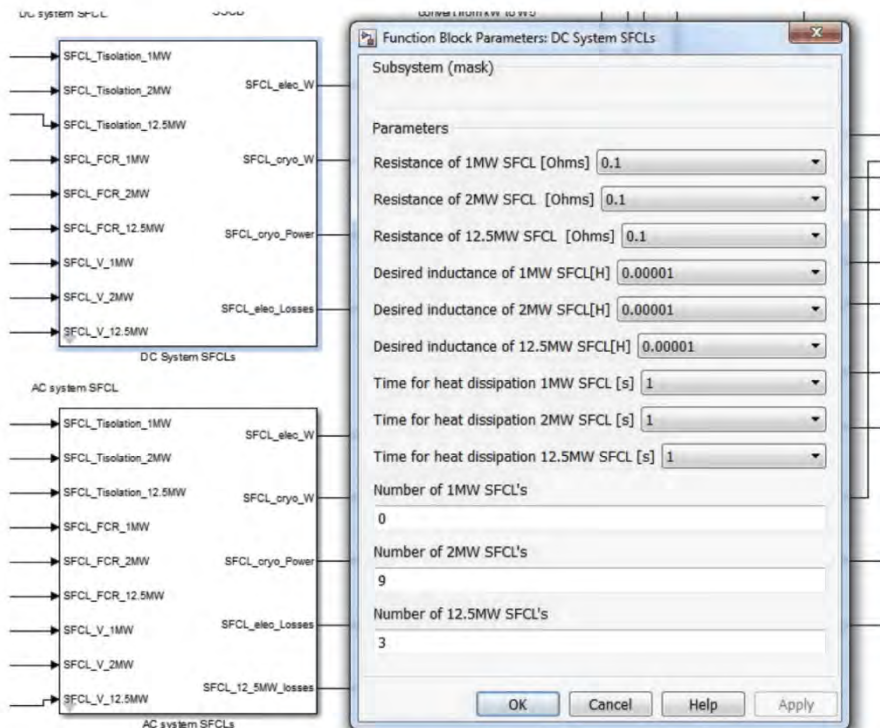 DC system SFCL
convert from kW to W5
SFCL_Tisolation_1MW
SFCL_Tisolation_2MW
SFCL_Tisolation_12.5MW
SFCL_FCR_1MW
SFCL_FCR_2MW
SFCL_FCR_12.5MW
SFCL_V_1MW
SFCL_V_2MW
SFCL_V_12.5MW
SFCL_elec_W
SFCL_cryo_W
SFCL_cryo_Power
SFCL_elec_Losses
DC System SFCLs
AC system SFCL
SFCL_Tisolation_1MW
SFCL_Tisolation_2MW
SFCL_Tisolation_12.5MW
SFCL_FCR_1MW
SFCL_FCR_2MW
SFCL_FCR_12.5MW
SFCL_V_1MW
SFCL_V_2MW
SFCL_V_12.5MW
SFCL_elec_W
SFCL_cryo_W
SFCL_cryo_Power
SFCL_elec_Losses
SFCL_12_5MW_losses
AC system SFCLs
Function Block Parameters: DC System SFCLs
Subsystem (mask)
Parameters
Resistance of 1MW SFCL [Ohms] 0.1
Resistance of 2MW SFCL [Ohms] 0.1
Resistance of 12.5MW SFCL [Ohms] 0.1
Desired inductance of 1MW SFCL[H] 0.00001
Desired inductance of 2MW SFCL[H] 0.00001
Desired inductance of 12.5MW SFCL[H] 0.00001
Time for heat dissipation 1MW SFCL [s] 1
Time for heat dissipation 2MW SFCL [s] 1
Time for heat dissipation 12.5MW SFCL [s] 1
Number of 1MW SFCL's
0
Number of 2MW SFCL's
9
Number of 12.5MW SFCL's
3
OK Cancel Help Apply